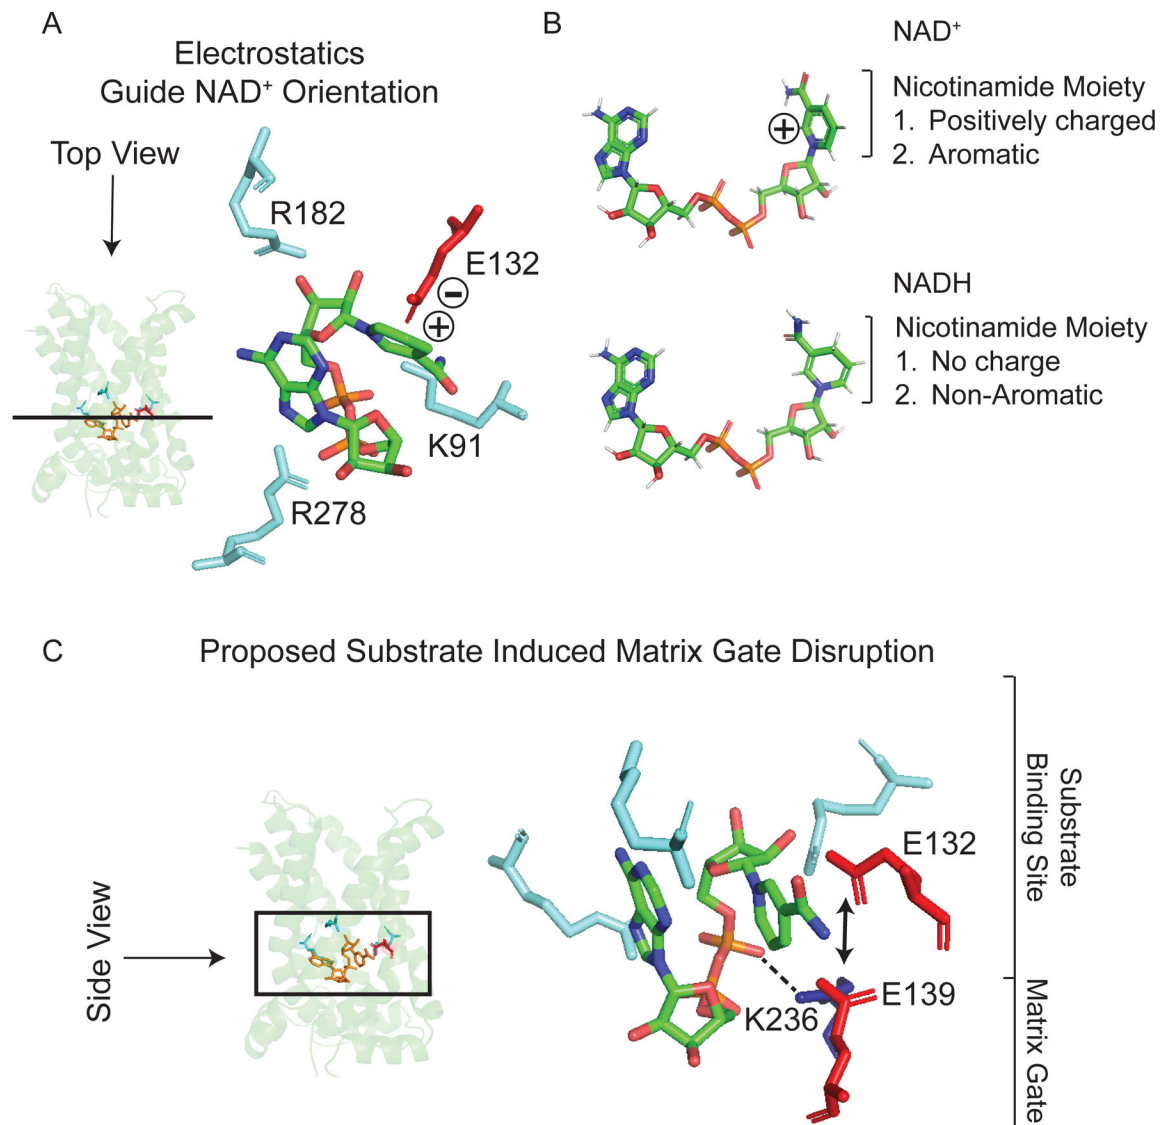 A
Electrostatics
Guide NAD⁺ Orientation
Top View
R182
E132
−
+
K91
R278
B
NAD⁺
Nicotinamide Moiety
1. Positively charged
2. Aromatic
+
NADH
Nicotinamide Moiety
1. No charge
2. Non-Aromatic
C
Proposed Substrate Induced Matrix Gate Disruption
Side View
E132
E139
K236
Substrate
Binding Site
Matrix Gate